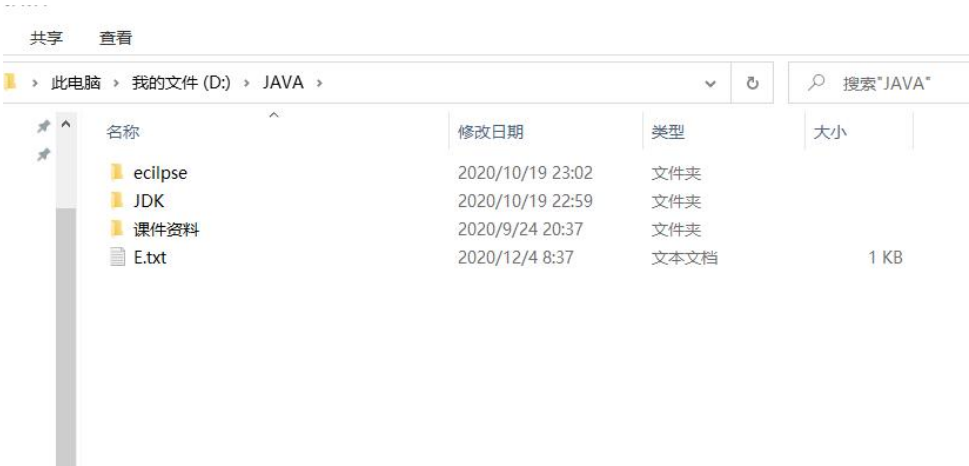 共享 查看
此电脑 › 我的文件 (D:) › JAVA › 搜索"JAVA"
名称 修改日期 类型 大小
ecilpse 2020/10/19 23:02 文件夹
JDK 2020/10/19 22:59 文件夹
课件资料 2020/9/24 20:37 文件夹
E.txt 2020/12/4 8:37 文本文档 1 KB